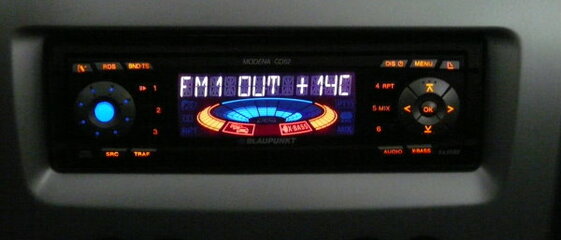 MODENA CD52
RDS BND·TS
DIS MENU
FM1 OUT +14C
1
2
3
4 RPT
5 MIX
6
OK
X-BASS
BLAUPUNKT
SRC TRAF
AUDIO X-BASS